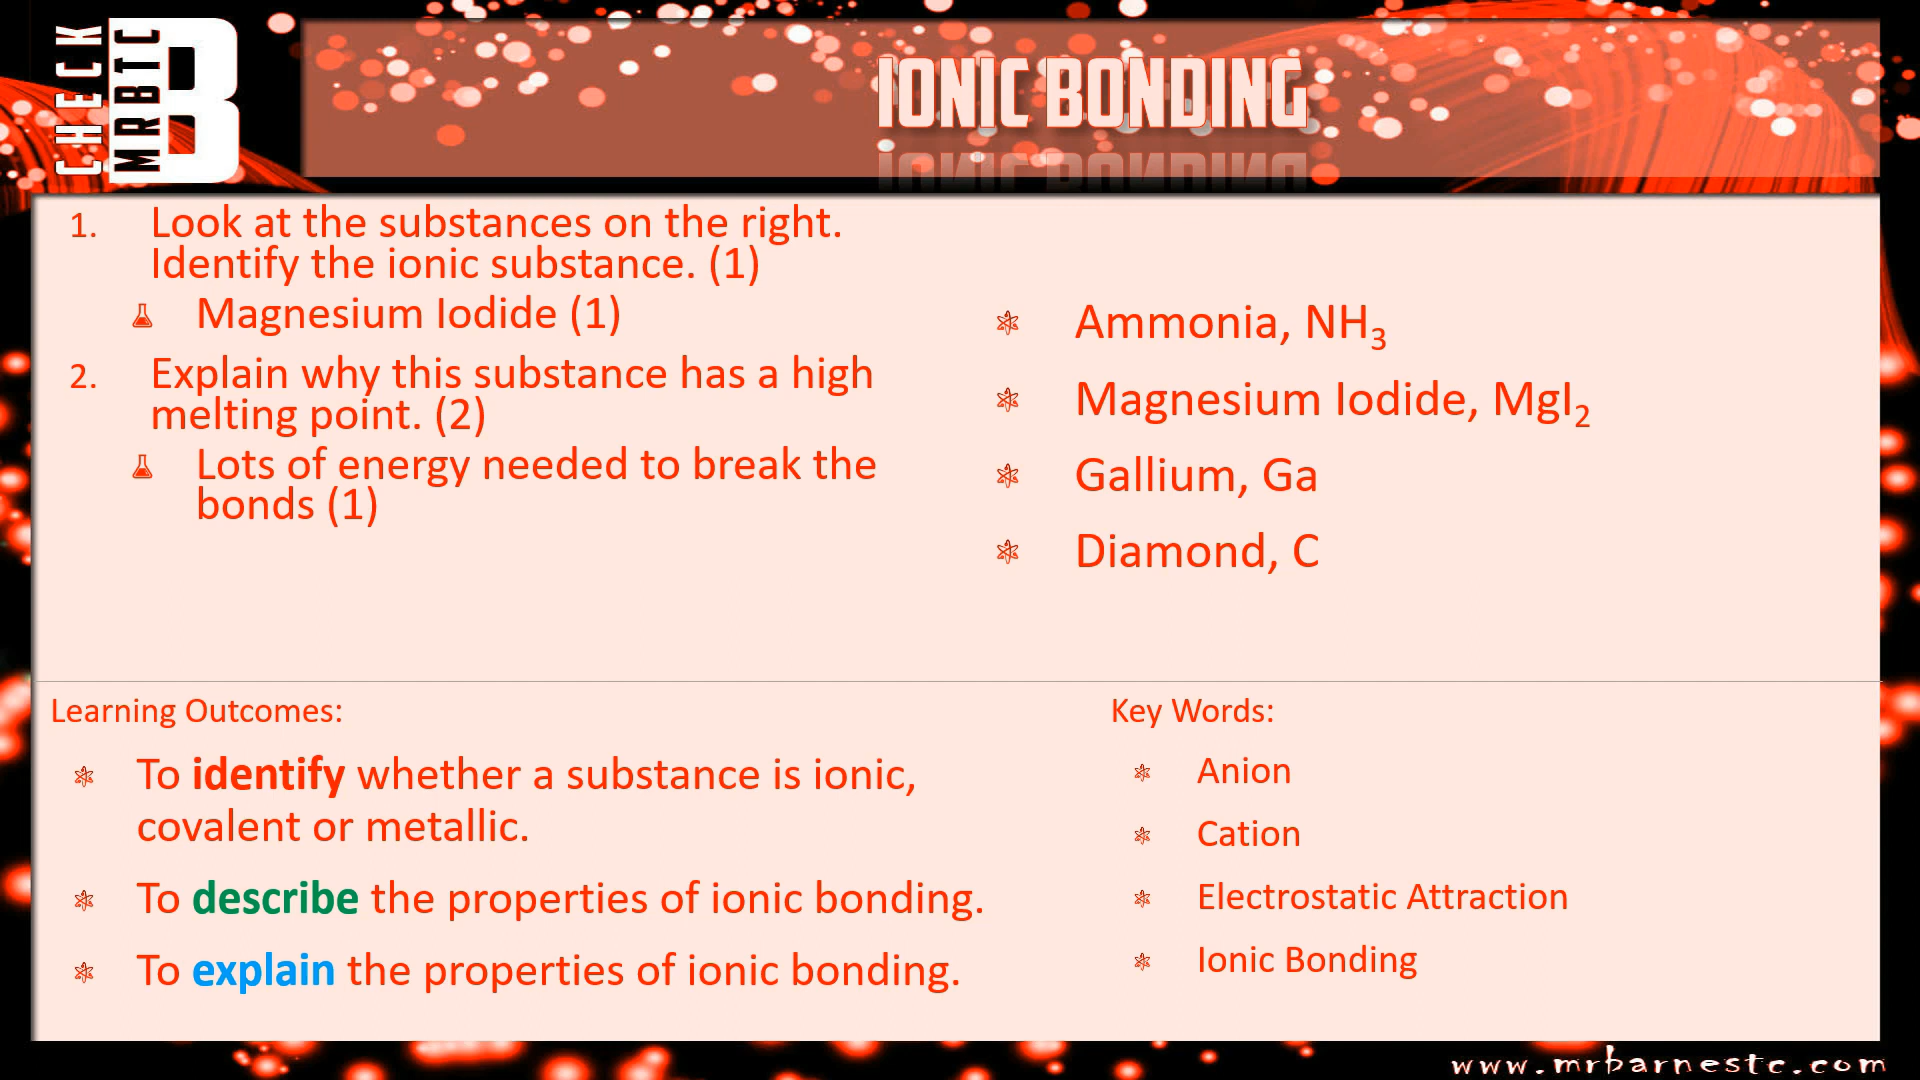 CHECK
MRBTC
B
IONIC BONDING
1. Look at the substances on the right.
Identify the ionic substance. (1)
Magnesium Iodide (1)
2. Explain why this substance has a high
melting point. (2)
Lots of energy needed to break the
bonds (1)
Ammonia, NH₃
Magnesium Iodide, MgI₂
Gallium, Ga
Diamond, C
Learning Outcomes:
To identify whether a substance is ionic,
covalent or metallic.
To describe the properties of ionic bonding.
To explain the properties of ionic bonding.
Key Words:
Anion
Cation
Electrostatic Attraction
Ionic Bonding
www.mrbarnestc.com